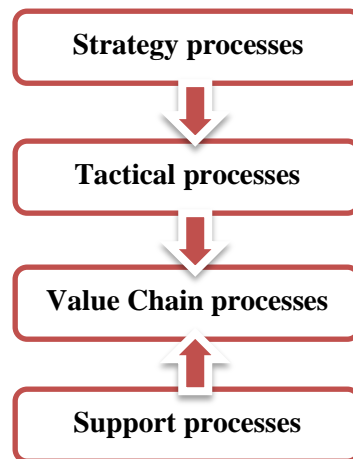 Strategy processes
Tactical processes
Value Chain processes
Support processes